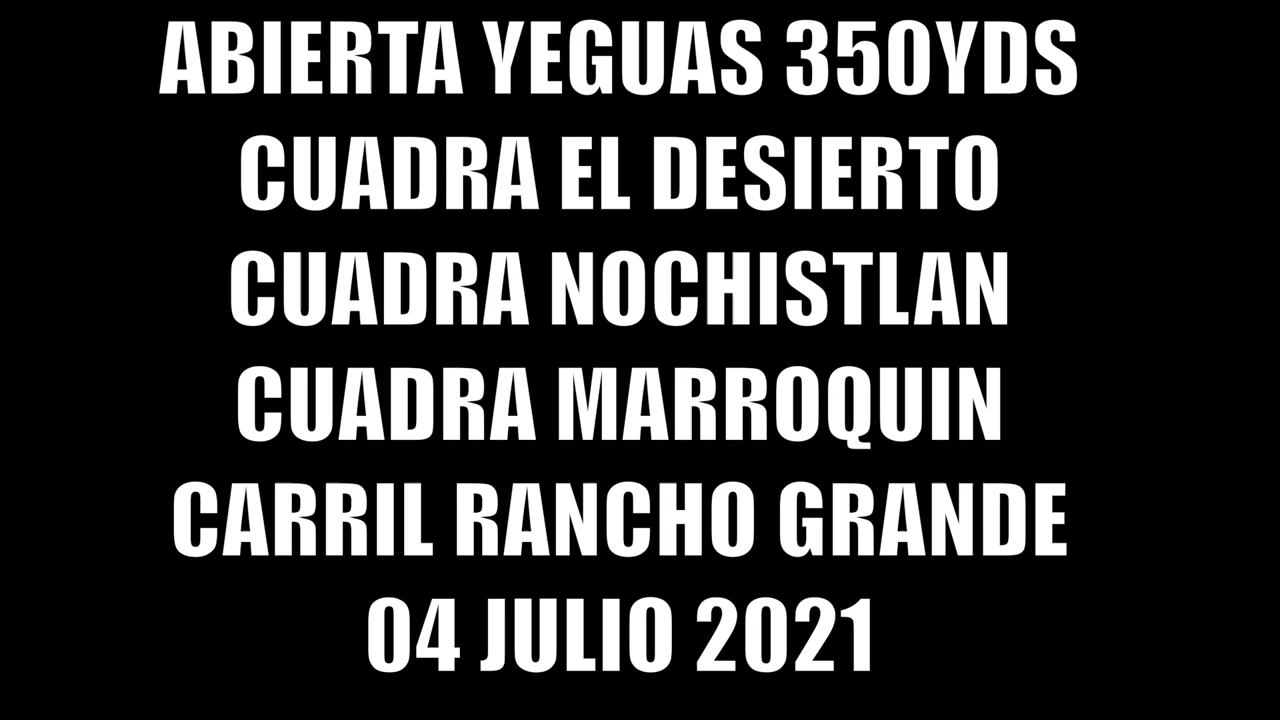 ABIERTA YEGUAS 350YDS
CUADRA EL DESIERTO
CUADRA NOCHISTLAN
CUADRA MARROQUIN
CARRIL RANCHO GRANDE
04 JULIO 2021